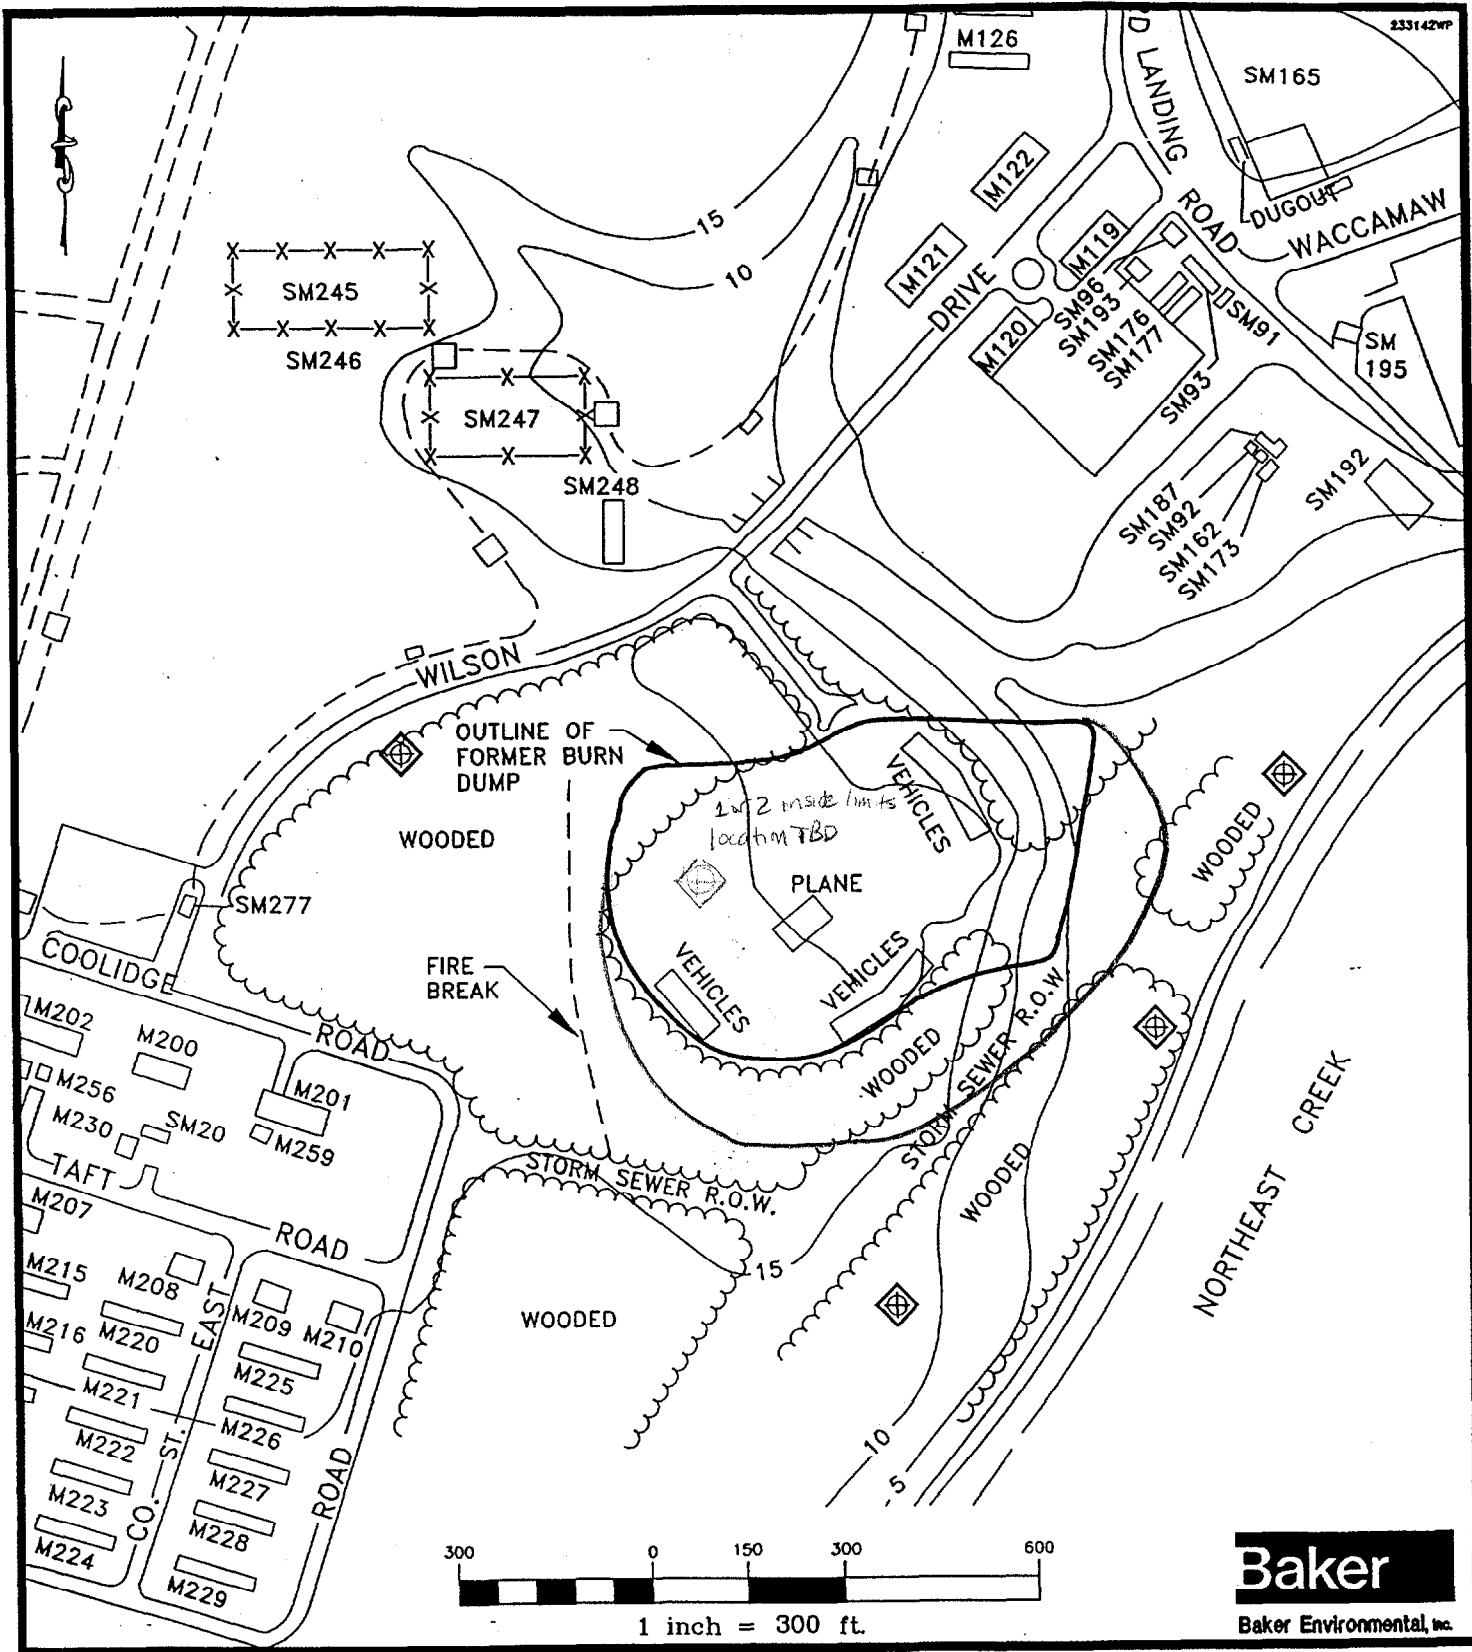 233142WP
M126
D LANDING
ROAD
SM165
DUGOUT
WACCAMAW
M122
M121
M119
M120
DRIVE
SM96
SM193
SM176
SM177
SM91
SM93
SM
195
SM187
SM92
SM162
SM173
SM192
15
10
SM245
SM246
SM247
SM248
WILSON
OUTLINE OF
FORMER BURN
DUMP
VEHICLES
1 or 2 inside limits
location TBD
WOODED
WOODED
PLANE
SM277
COOLIDGE
ROAD
FIRE
BREAK
VEHICLES
VEHICLES
WOODED
STORM SEWER R.O.W
WOODED
STORM SEWER R.O.W.
M202
M200
M256
M201
M230
SM20
M259
TAFT
ROAD
M207
M215
M208
M209
M210
M216
M220
EAST
M225
M221
M226
M222
ST.
M227
M223
CO.
M228
M224
M229
ROAD
WOODED
15
10
5
NORTHEAST CREEK
300 0 150 300 600
1 inch = 300 ft.
Baker
Baker Environmental, Inc.